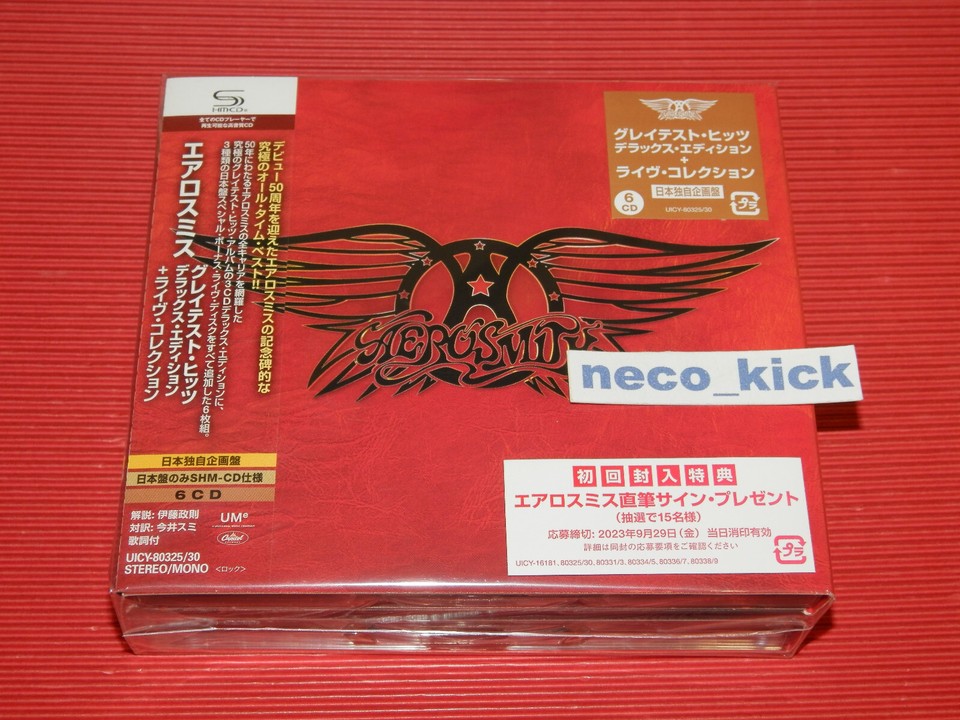 SHM-CD
全てのCDプレーヤーで
再生可能な高音質CD
デビュー50周年を迎えたエアロスミスの記念碑的な
究極のオール・タイム・ベスト!!
50年にわたるエアロスミスの全キャリアを網羅した
究極のグレイテスト・ヒッツ・アルバムの3CDデラックス・エディションに、
3種類の日本盤スペシャル・ボーナス・ライヴ・ディスクをすべて追加した6枚組。
エアロスミス
グレイテスト・ヒッツ
デラックス・エディション
+ライヴ・コレクション
日本独自企画盤
日本盤のみSHM-CD仕様
6CD
解説: 伊藤政則
対訳: 今井スミ
歌詞付
UMe
Capitol
UICY-80325/30
STEREO/MONO
<ロック>
AEROSMITH
グレイテスト・ヒッツ
デラックス・エディション
+
ライヴ・コレクション
6
CD
日本独自企画盤
UICY-80325/30
プラ
neco_kick
初回封入特典
エアロスミス直筆サイン・プレゼント
(抽選で15名様)
応募締切: 2023年9月29日(金) 当日消印有効
詳細は同封の応募要項をご確認ください
UICY-16181, 80325/30, 80331/3, 80334/5, 80336/7, 80338/9
プラ